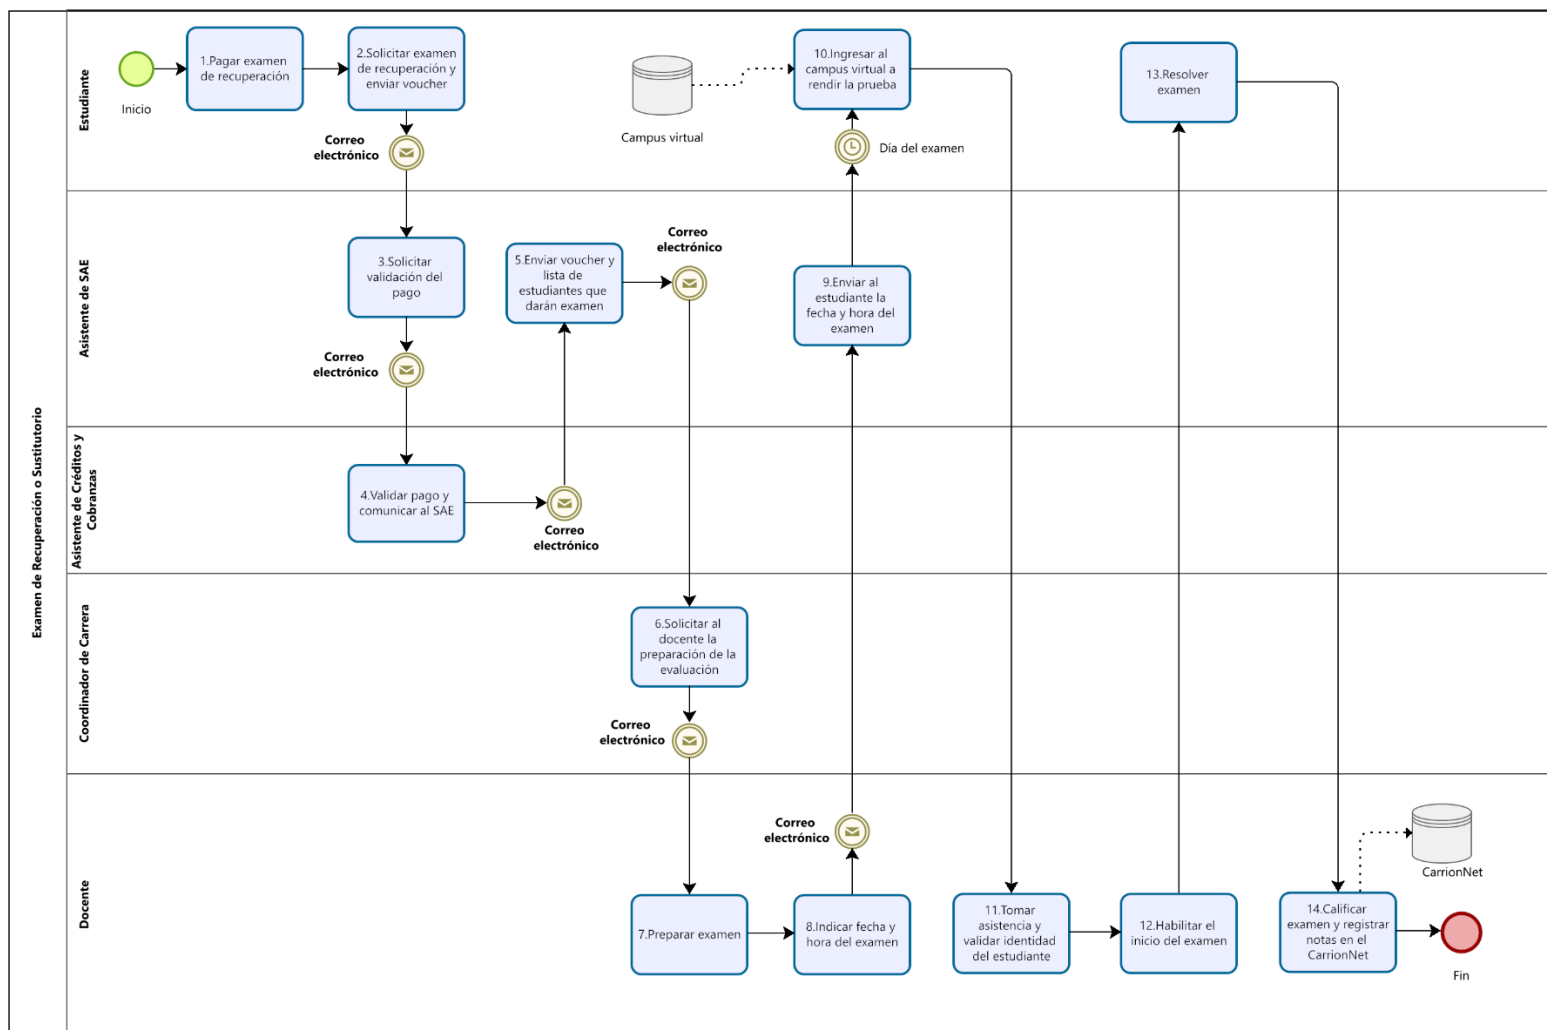 Examen de Recuperación o Sustitutorio
Estudiante
Inicio
1.Pagar examen
de recuperación
2.Solicitar examen
de recuperación y
enviar voucher
Correo
electrónico
Campus virtual
10.Ingresar al
campus virtual a
rendir la prueba
Día del examen
13.Resolver
examen
Asistente de SAE
3.Solicitar
validación del
pago
Correo
electrónico
5.Enviar voucher y
lista de
estudiantes que
darán examen
Correo
electrónico
9.Enviar al
estudiante la
fecha y hora del
examen
Asistente de Créditos y
Cobranzas
4.Validar pago y
comunicar al SAE
Correo
electrónico
Coordinador de Carrera
6.Solicitar al
docente la
preparación de la
evaluación
Correo
electrónico
Docente
7.Preparar examen
8.Indicar fecha y
hora del examen
Correo
electrónico
11.Tomar
asistencia y
validar identidad
del estudiante
12.Habilitar el
inicio del examen
14.Calificar
examen y registrar
notas en el
CarrionNet
CarrionNet
Fin